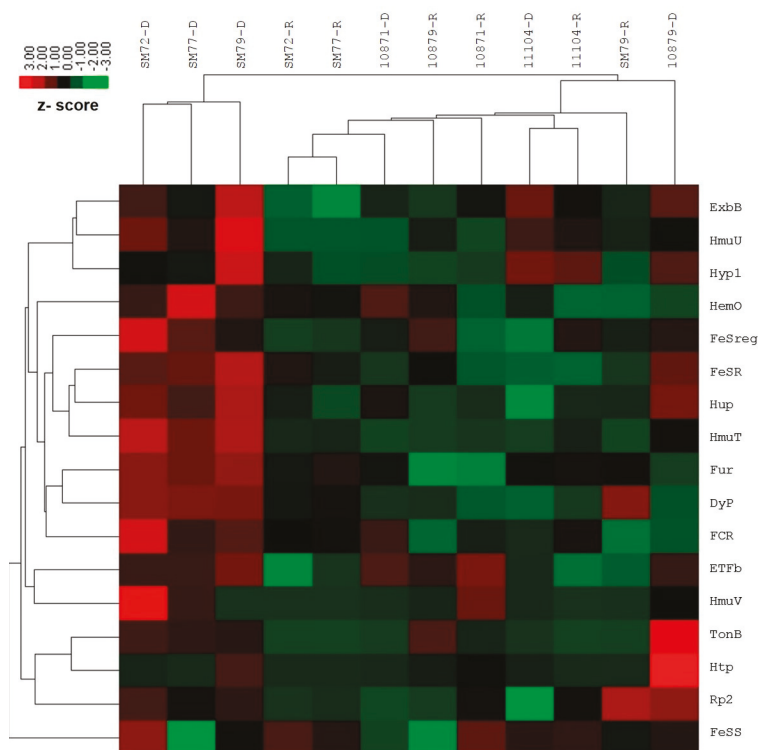 SM72-D
SM77-D
SM79-D
SM72-R
SM77-R
10871-D
10879-R
10871-R
11104-D
11104-R
SM79-R
10879-D
3.00
2.00
1.00
0.00
-1.00
-2.00
-3.00
z- score
ExbB
HmuU
Hyp1
HemO
FeSreg
FeSR
Hup
HmuT
Fur
DyP
FCR
ETFb
HmuV
TonB
Htp
Rp2
FeSS